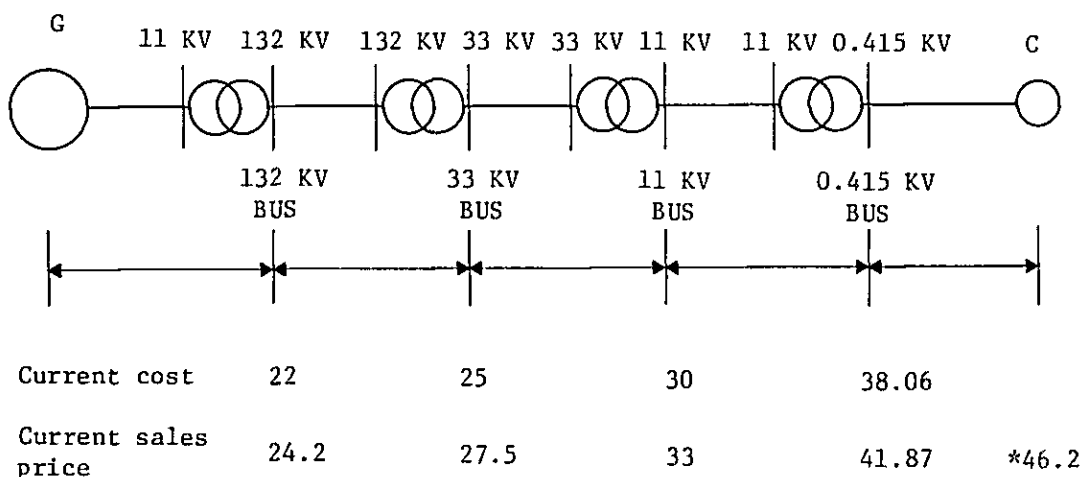 G
11 KV 132 KV 132 KV 33 KV 33 KV 11 KV 11 KV 0.415 KV C
132 KV 33 KV 11 KV 0.415 KV
BUS BUS BUS BUS
Current cost 22 25 30 38.06
Current sales
price 24.2 27.5 33 41.87 *46.2